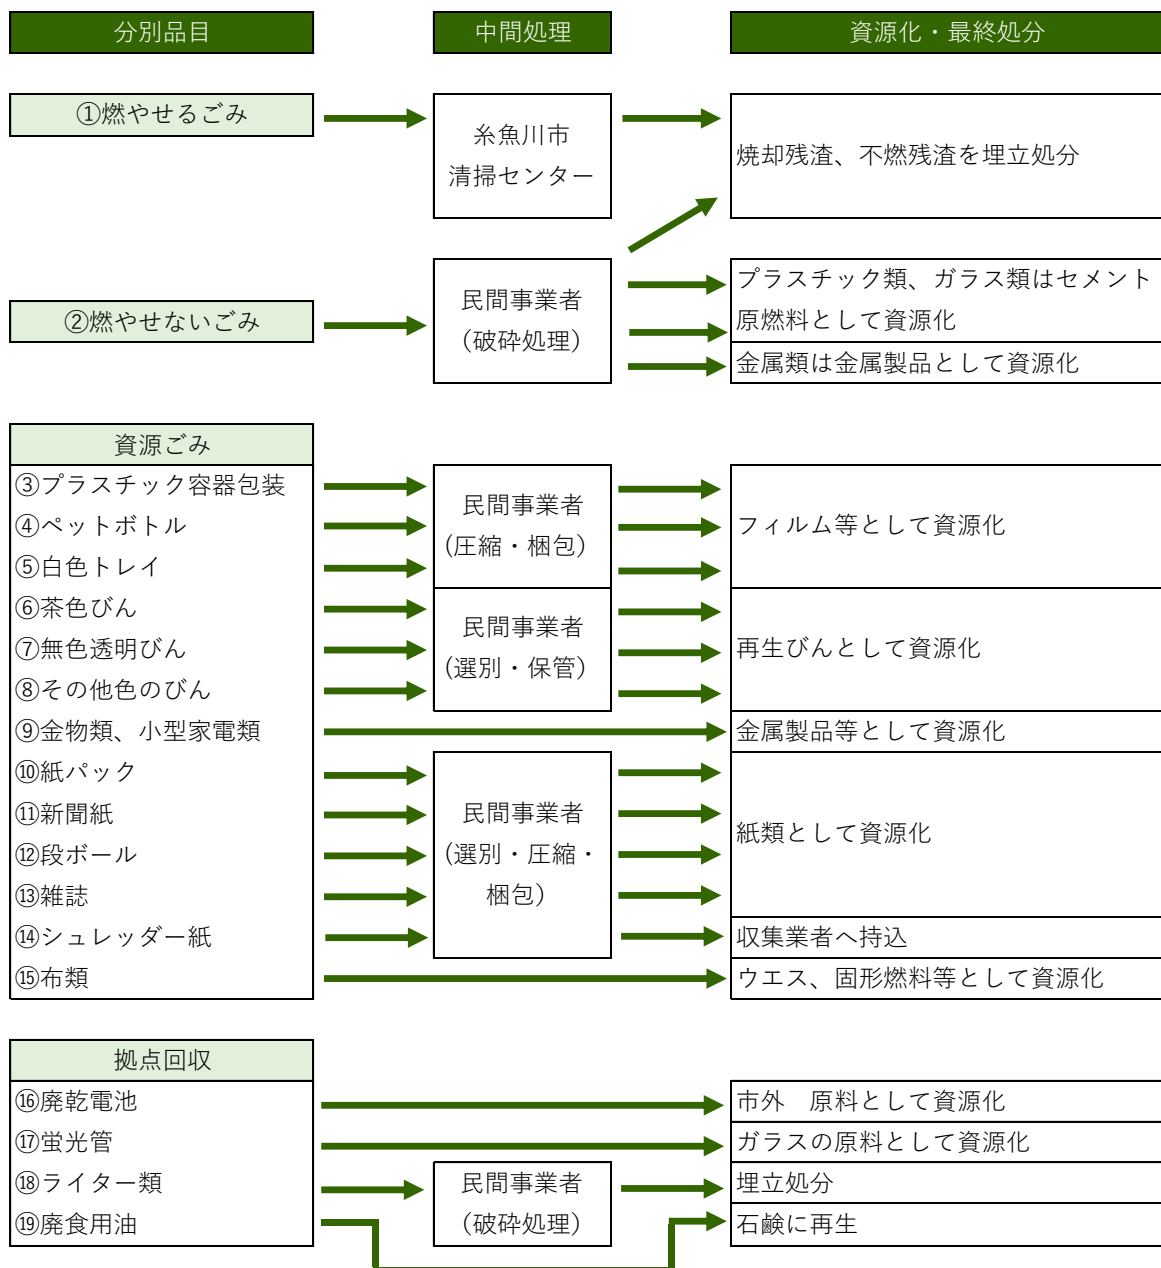 分別品目
中間処理
資源化・最終処分
①燃やせるごみ
糸魚川市
清掃センター
焼却残渣、不燃残渣を埋立処分
②燃やせないごみ
民間事業者
（破砕処理）
プラスチック類、ガラス類はセメント
原燃料として資源化
金属類は金属製品として資源化
資源ごみ
③プラスチック容器包装
④ペットボトル
⑤白色トレイ
民間事業者
(圧縮・梱包）
フィルム等として資源化
⑥茶色びん
⑦無色透明びん
⑧その他色のびん
民間事業者
(選別・保管）
再生びんとして資源化
⑨金物類、小型家電類
金属製品等として資源化
⑩紙パック
⑪新聞紙
⑫段ボール
⑬雑誌
⑭シュレッダー紙
民間事業者
(選別・圧縮・
梱包）
紙類として資源化
収集業者へ持込
⑮布類
ウエス、固形燃料等として資源化
拠点回収
⑯廃乾電池
市外　原料として資源化
⑰蛍光管
ガラスの原料として資源化
⑱ライター類
民間事業者
（破砕処理）
埋立処分
⑲廃食用油
石鹸に再生